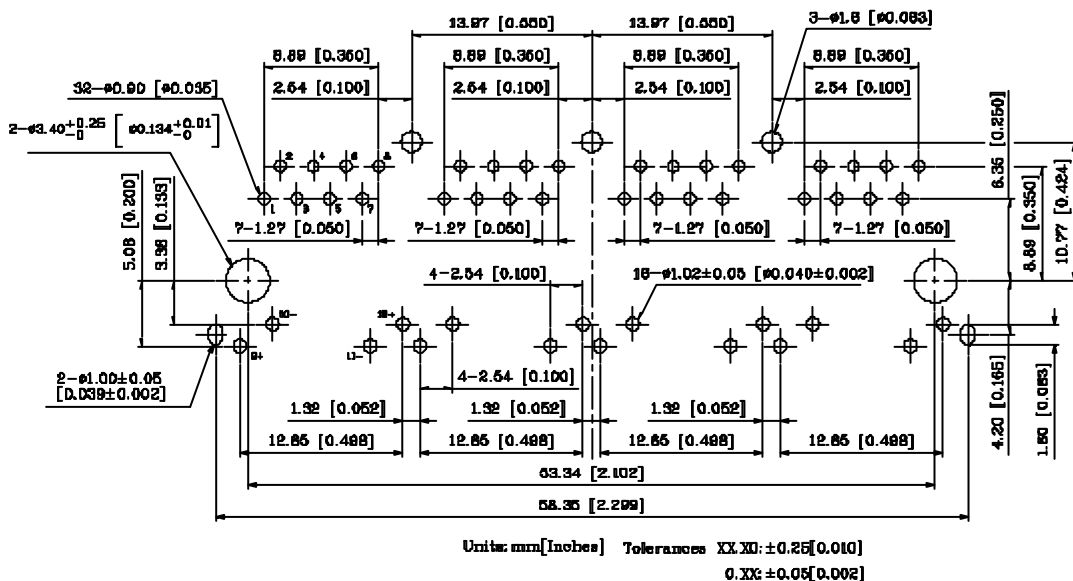 13.97 [0.550] 13.97 [0.550] 3-ø1.6 [ø0.063]
8.89 [0.350] 8.89 [0.350] 8.89 [0.350] 8.89 [0.350]
32-ø0.90 [ø0.035] 2.54 [0.100] 2.54 [0.100] 2.54 [0.100] 2.54 [0.100]
2-ø3.40+0.25 -0 [ø0.134+0.01 -0]
2 4 6 8
1 3 5 7
7-1.27 [0.050] 7-1.27 [0.050] 7-1.27 [0.050] 7-1.27 [0.050]
5.08 [0.200]
3.38 [0.133]
6.35 [0.250]
8.89 [0.350]
10.77 [0.424]
4-2.54 [0.100] 16-ø1.02±0.05 [ø0.040±0.002]
10- 12+
9+ 11-
2-ø1.00±0.05
[0.039±0.002]
4-2.54 [0.100]
4.20 [0.165]
1.60 [0.063]
1.32 [0.052] 1.32 [0.052] 1.32 [0.052]
12.65 [0.498] 12.65 [0.498] 12.65 [0.498] 12.65 [0.498]
53.34 [2.102]
58.35 [2.299]
Units: mm[Inches] Tolerances XX.XX:±0.25[0.010]
0.XX:±0.05[0.002]